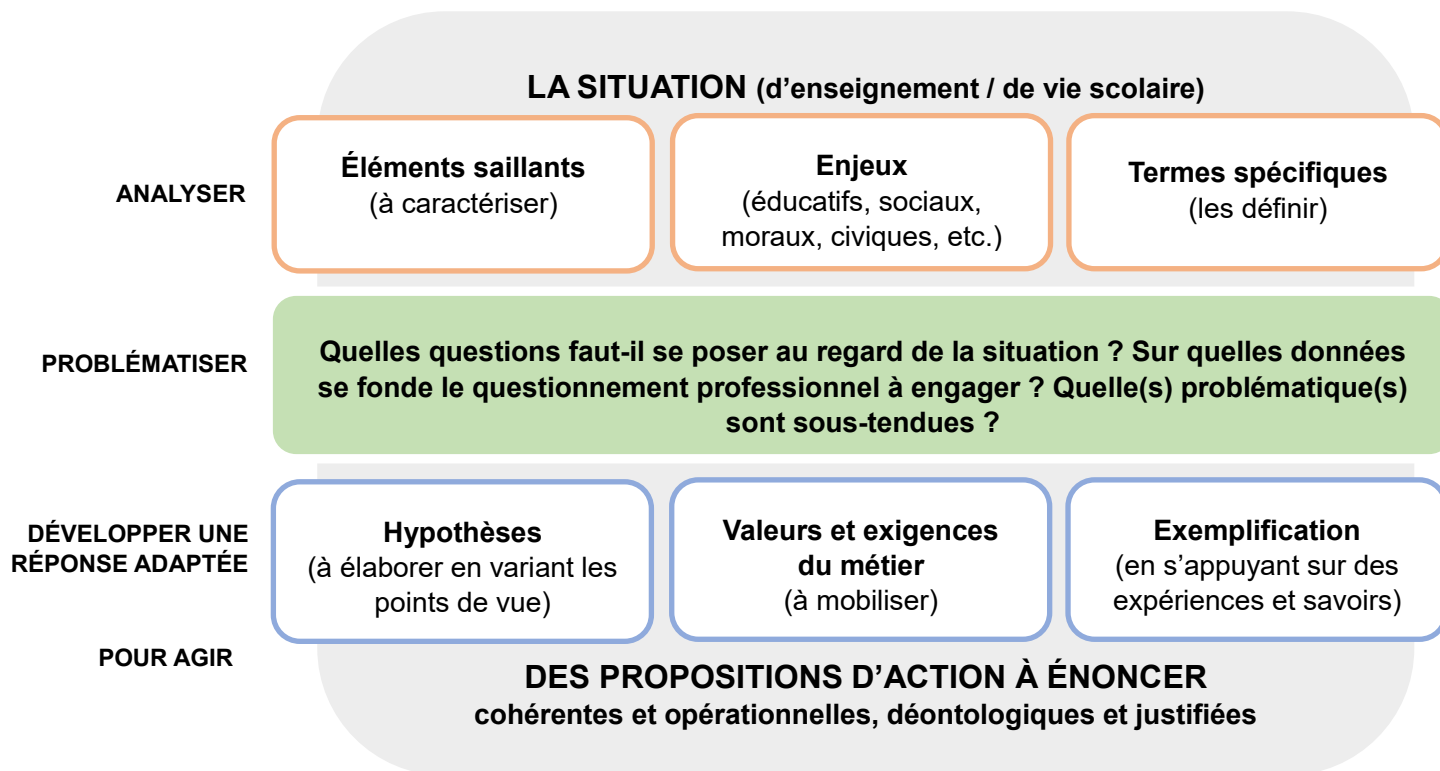 LA SITUATION (d’enseignement / de vie scolaire)
ANALYSER
Éléments saillants
(à caractériser)
Enjeux
(éducatifs, sociaux,
moraux, civiques, etc.)
Termes spécifiques
(les définir)
PROBLÉMATISER
Quelles questions faut-il se poser au regard de la situation ? Sur quelles données
se fonde le questionnement professionnel à engager ? Quelle(s) problématique(s)
sont sous-tendues ?
DÉVELOPPER UNE
RÉPONSE ADAPTÉE
Hypothèses
(à élaborer en variant les
points de vue)
Valeurs et exigences
du métier
(à mobiliser)
Exemplification
(en s’appuyant sur des
expériences et savoirs)
POUR AGIR
DES PROPOSITIONS D’ACTION À ÉNONCER
cohérentes et opérationnelles, déontologiques et justifiées